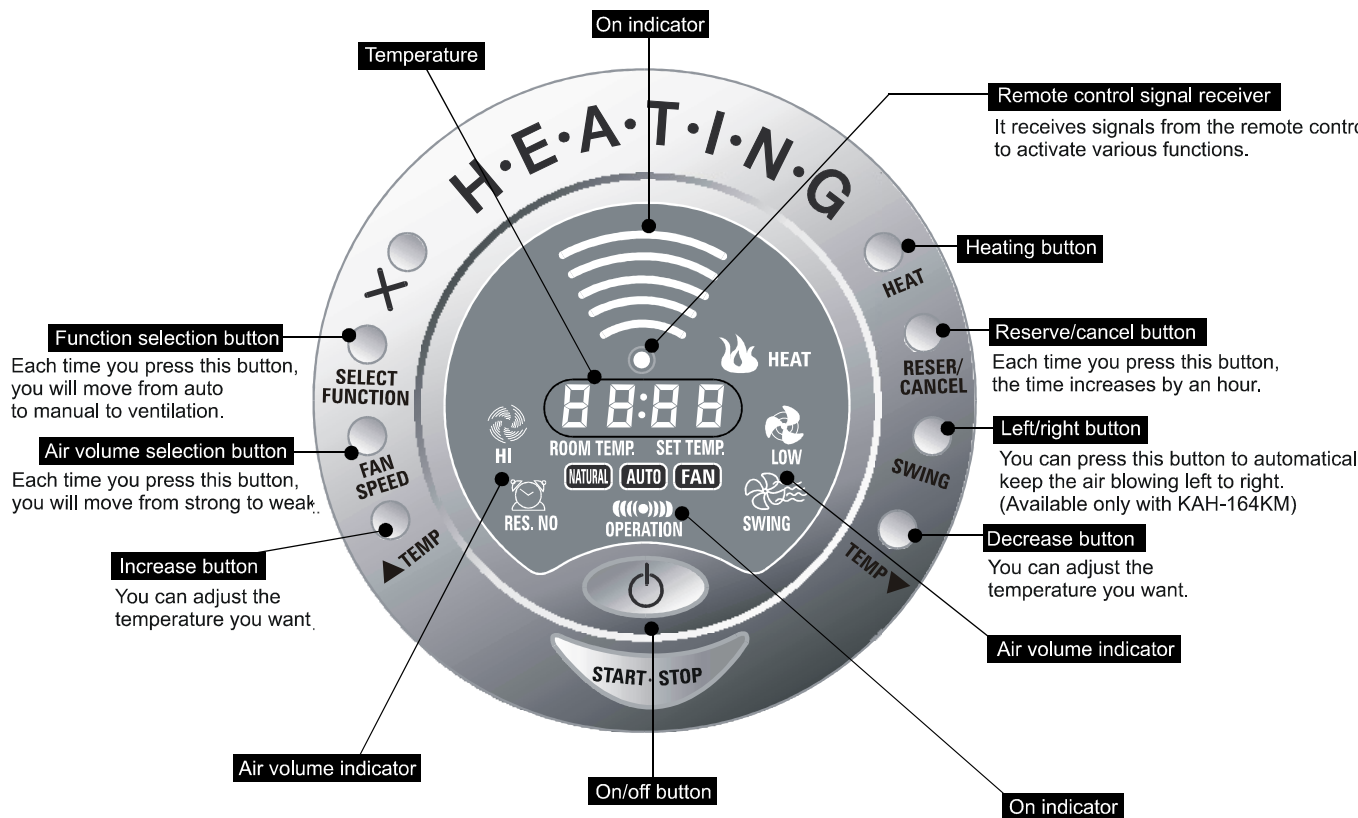 On indicator
Temperature
Remote control signal receiver
It receives signals from the remote contro
to activate various functions.
H·E·A·T·I·N·G
Heating button
HEAT
Function selection button
Each time you press this button,
you will move from auto
to manual to ventilation.
SELECT
FUNCTION
HEAT
Reserve/cancel button
Each time you press this button,
the time increases by an hour.
RESER/
CANCEL
88:88
ROOM TEMP. SET TEMP.
HI
LOW
NATURAL AUTO FAN
RES. NO
OPERATION
SWING
Air volume selection button
Each time you press this button,
you will move from strong to weak.
FAN
SPEED
Left/right button
You can press this button to automatical
keep the air blowing left to right.
(Available only with KAH-164KM)
SWING
Increase button
You can adjust the
temperature you want.
▲TEMP
Decrease button
You can adjust the
temperature you want.
TEMP▶
START·STOP
Air volume indicator
Air volume indicator
On/off button
On indicator